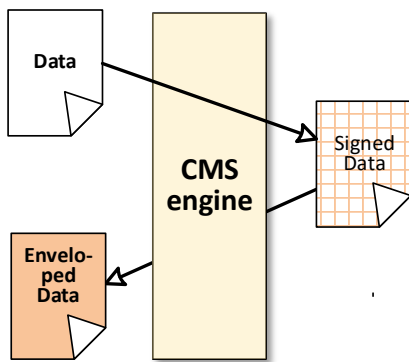 Data
CMS
engine
Signed
Data
Envelo-
ped
Data